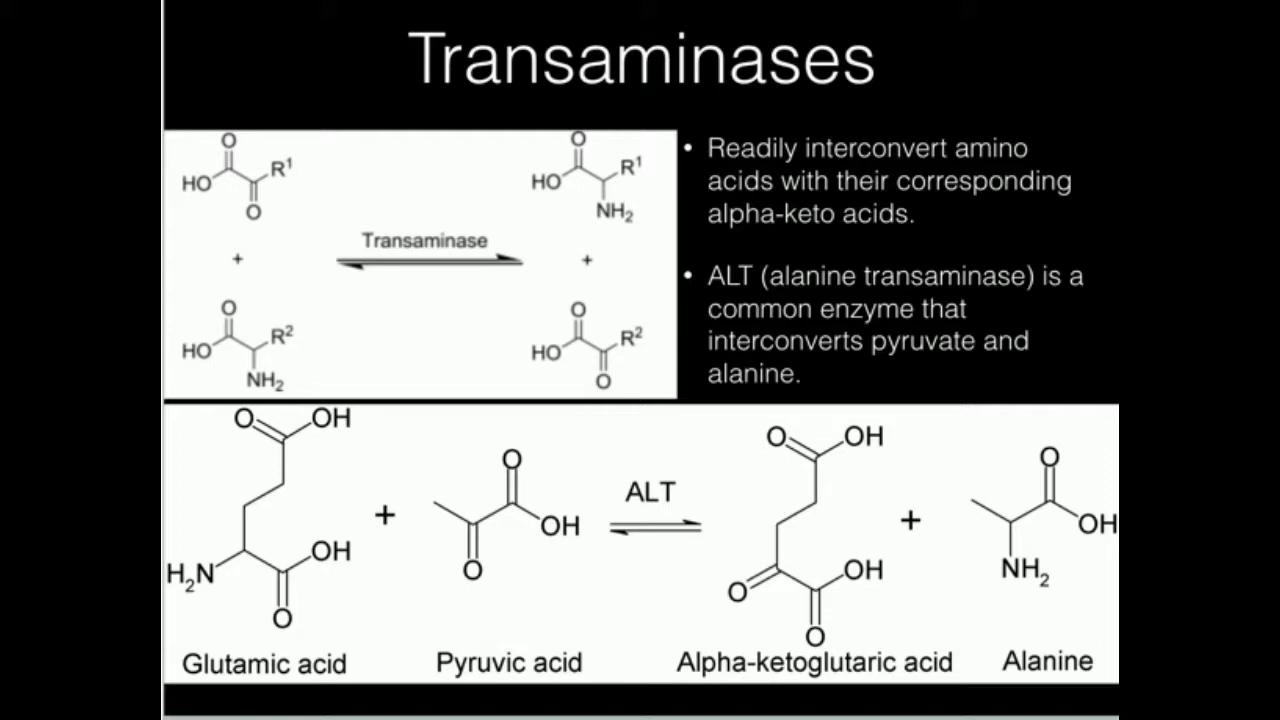 Transaminases
O
HO
R¹
O
+
O
HO
R²
NH₂
Transaminase
O
HO
R¹
NH₂
+
O
HO
R²
O
• Readily interconvert amino
acids with their corresponding
alpha-keto acids.
• ALT (alanine transaminase) is a
common enzyme that
interconverts pyruvate and
alanine.
O
OH
H₂N
OH
O
Glutamic acid
+
O
OH
O
Pyruvic acid
ALT
O
OH
O
OH
O
Alpha-ketoglutaric acid
+
O
OH
NH₂
Alanine